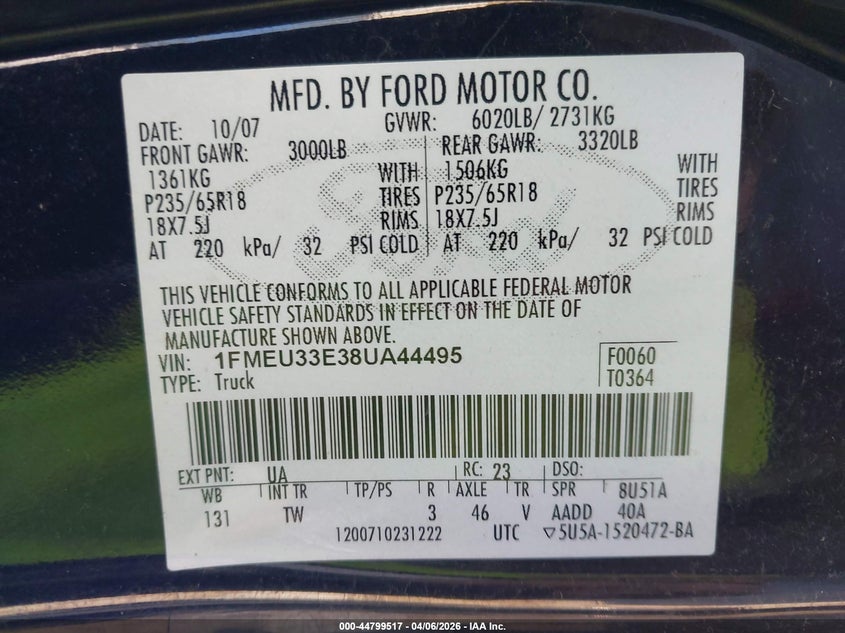 MFD. BY FORD MOTOR CO.
DATE: 10/07 GVWR: 6020LB/ 2731KG
FRONT GAWR: 3000LB REAR GAWR: 3320LB
1361KG WITH 1506KG WITH
P235/65R18 TIRES P235/65R18 TIRES
18X7.5J RIMS 18X7.5J RIMS
AT 220 kPa/ 32 PSI COLD AT 220 kPa/ 32 PSI COLD
Ford
THIS VEHICLE CONFORMS TO ALL APPLICABLE FEDERAL MOTOR
VEHICLE SAFETY STANDARDS IN EFFECT ON THE DATE OF
MANUFACTURE SHOWN ABOVE.
VIN: 1FMEU33E38UA44495 F0060
TYPE: Truck T0364
EXT PNT: UA RC: 23 DSO:
WB INT TR TP/PS R AXLE TR SPR 8U51A
131 TW 3 46 V AADD 40A
1200710231222 UTC ▽5U5A-1520472-BA
000-44799517 - 04/06/2026 - IAA Inc.